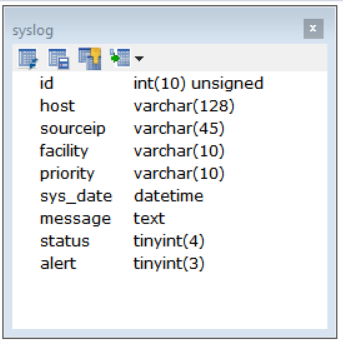 syslog
id int(10) unsigned
host varchar(128)
sourceip varchar(45)
facility varchar(10)
priority varchar(10)
sys_date datetime
message text
status tinyint(4)
alert tinyint(3)